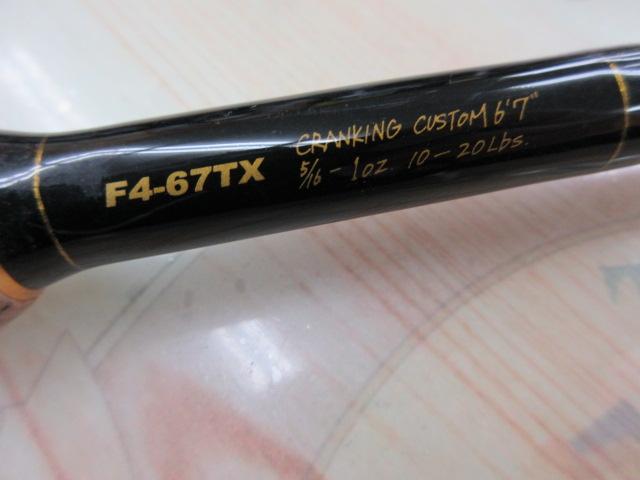 F4-67TX
CRANKING CUSTOM 6'7"
5/16 - 1oz 10-20Lbs.